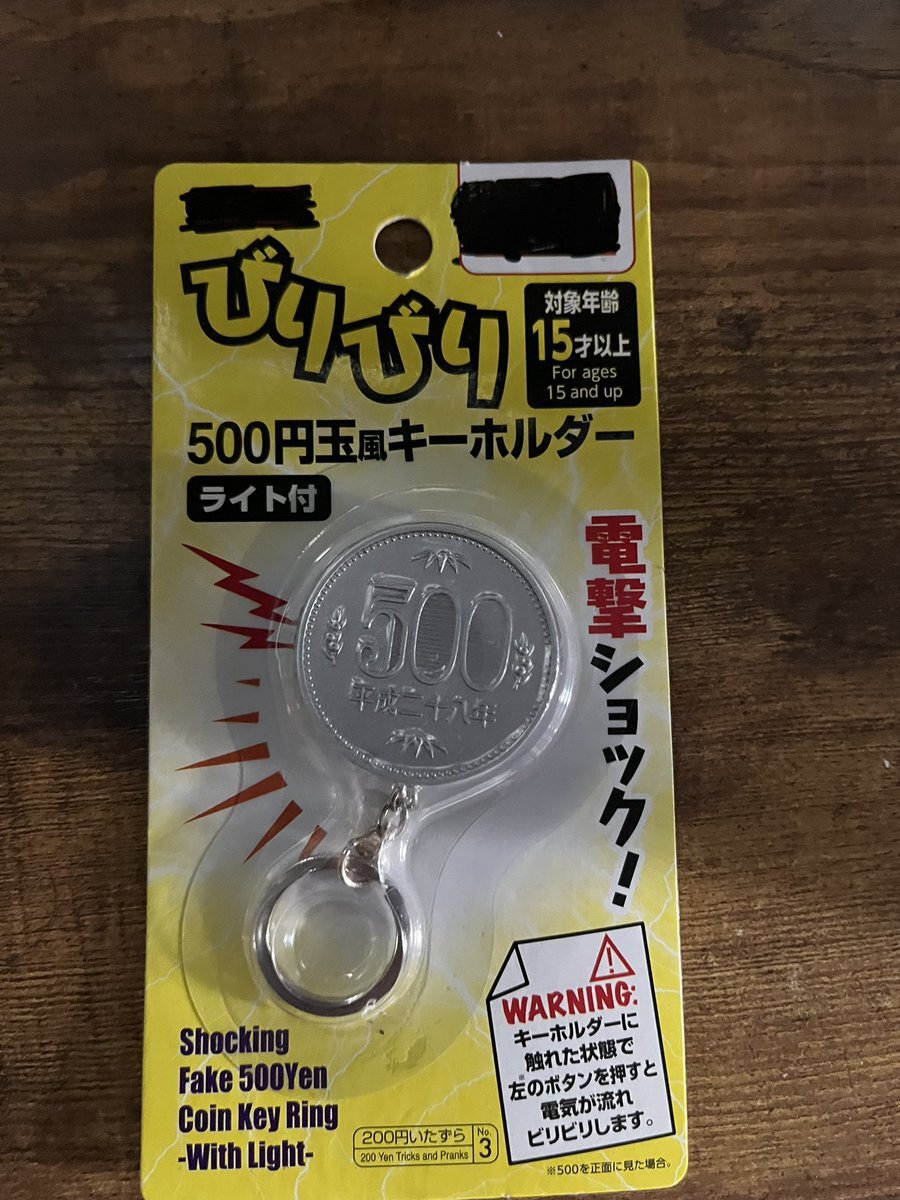 びりびり
対象年齢
15才以上
For ages
15 and up
500円玉風キーホルダー
ライト付
電撃ショック!
500
平成二十八年
WARNING:
キーホルダーに
触れた状態で
※
左のボタンを押すと
電気が流れ
ビリビリします。
Shocking
Fake 500Yen
Coin Key Ring
-With Light-
200円いたずら
200 Yen Tricks and Pranks
No.
3
※500を正面に見た場合。